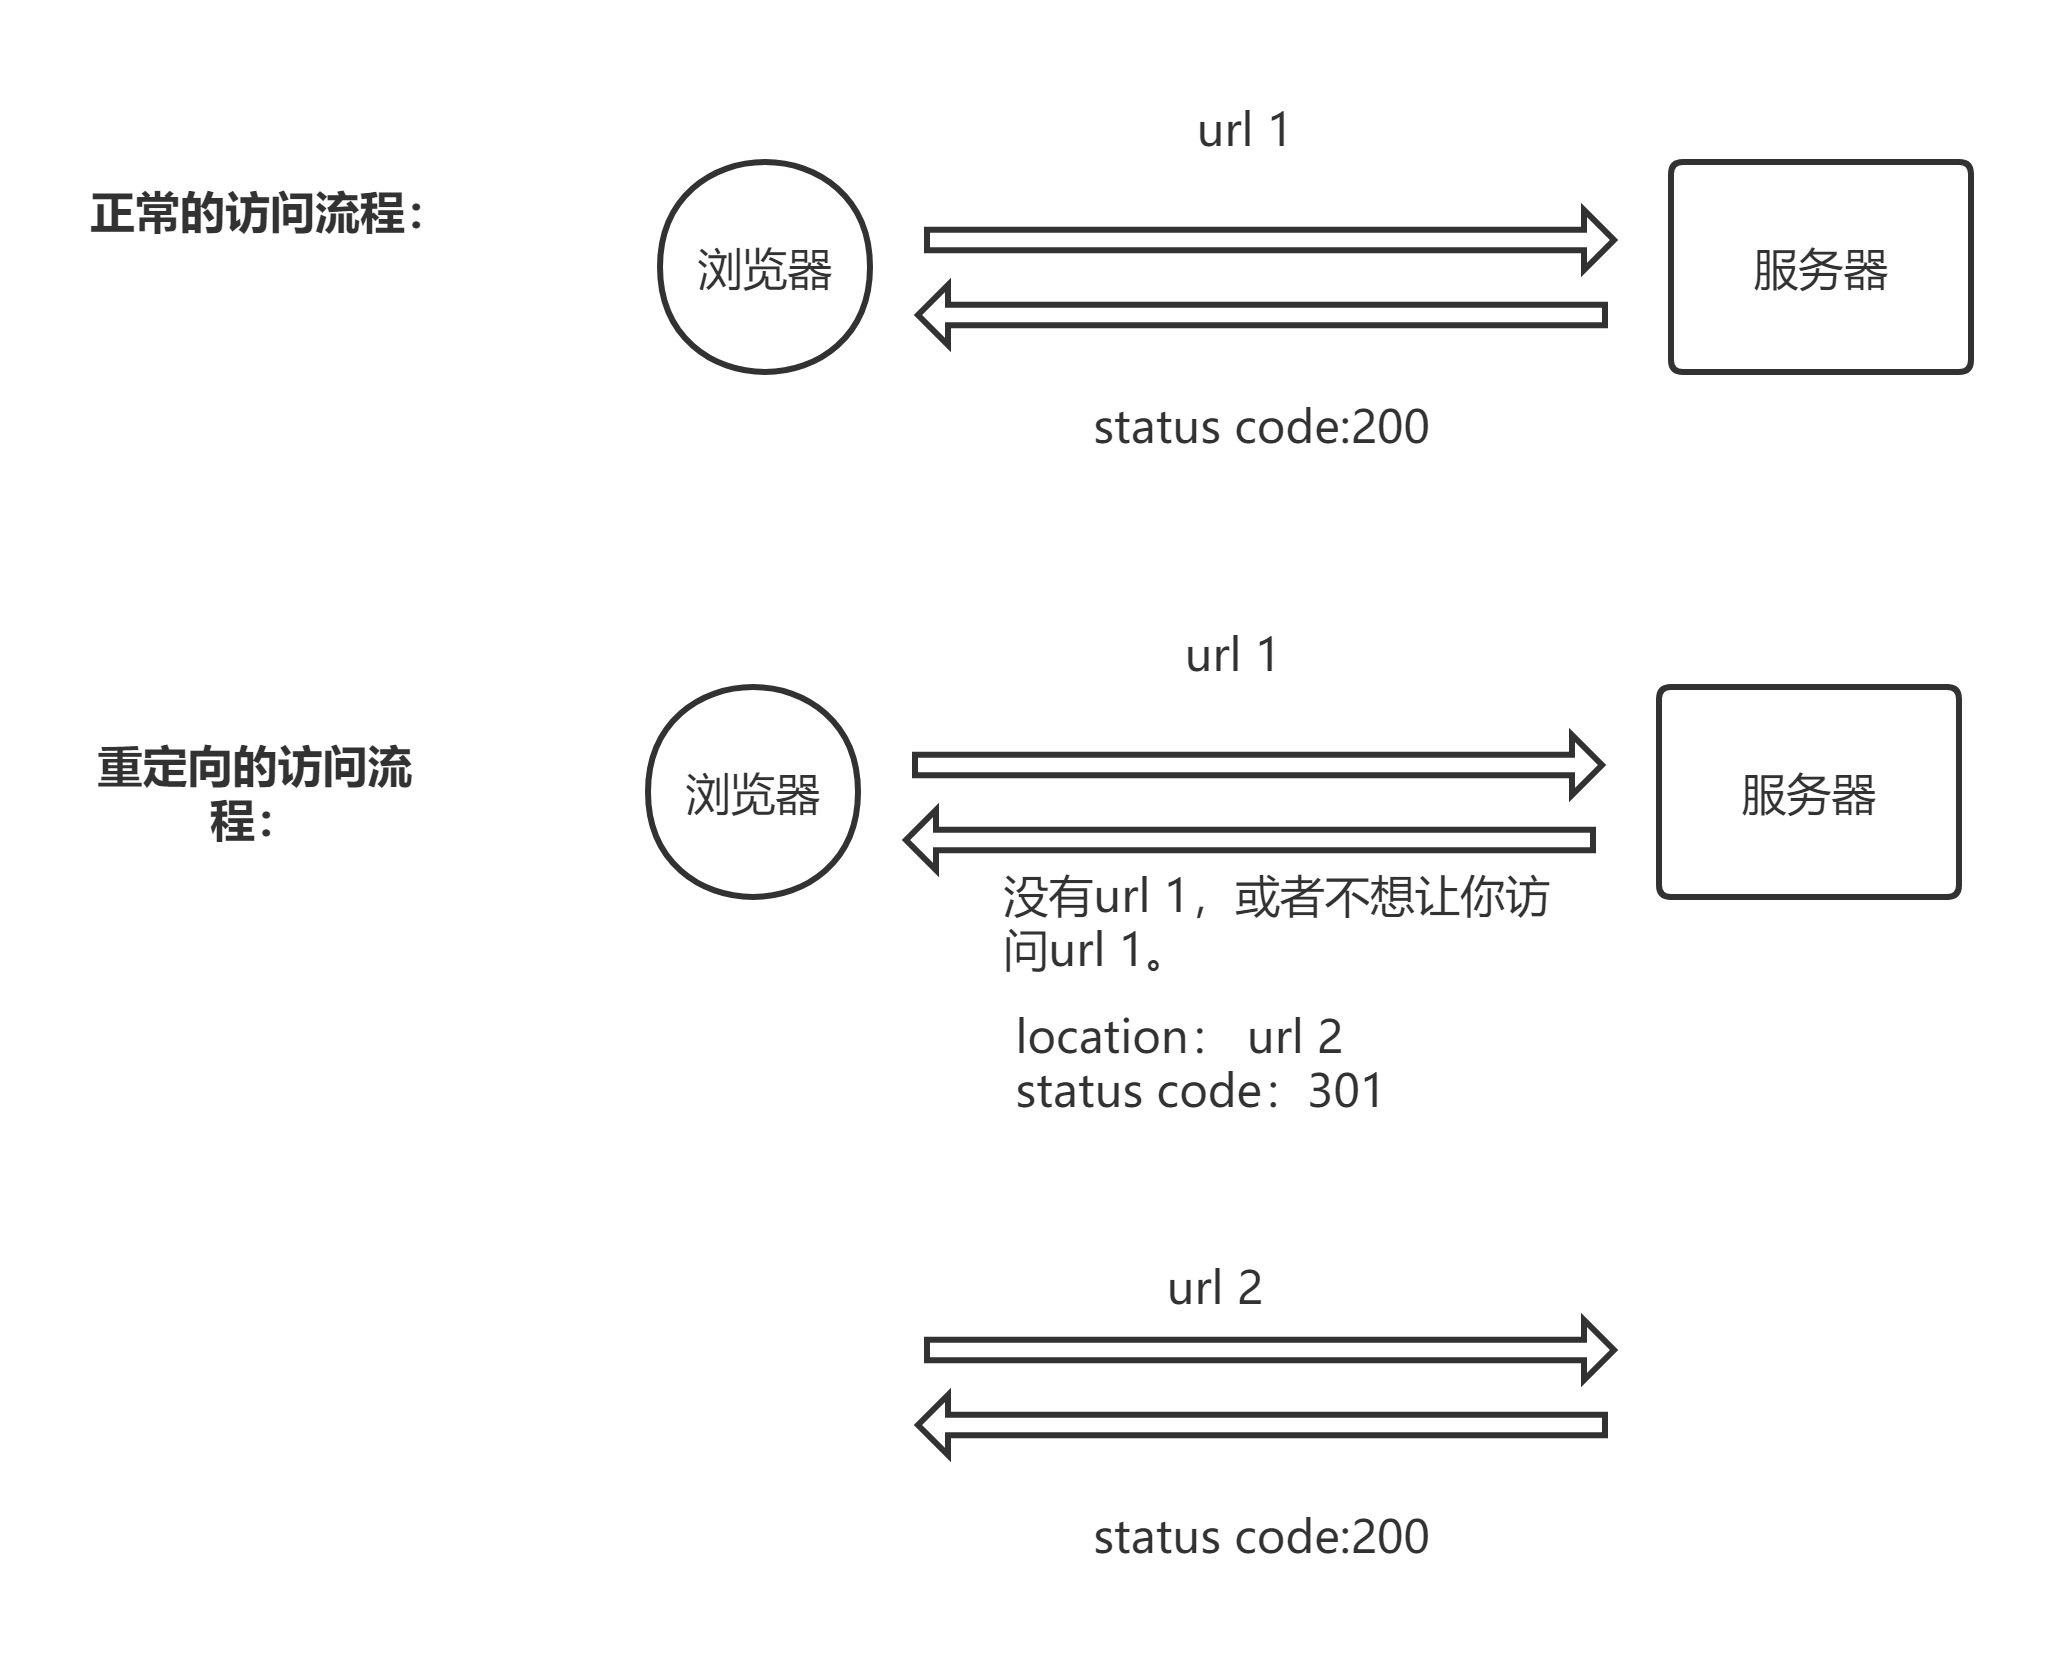 url 1
正常的访问流程：
浏览器
服务器
status code:200
url 1
重定向的访问流
程：
浏览器
服务器
没有url 1，或者不想让你访
问url 1。
location： url 2
status code：301
url 2
status code:200